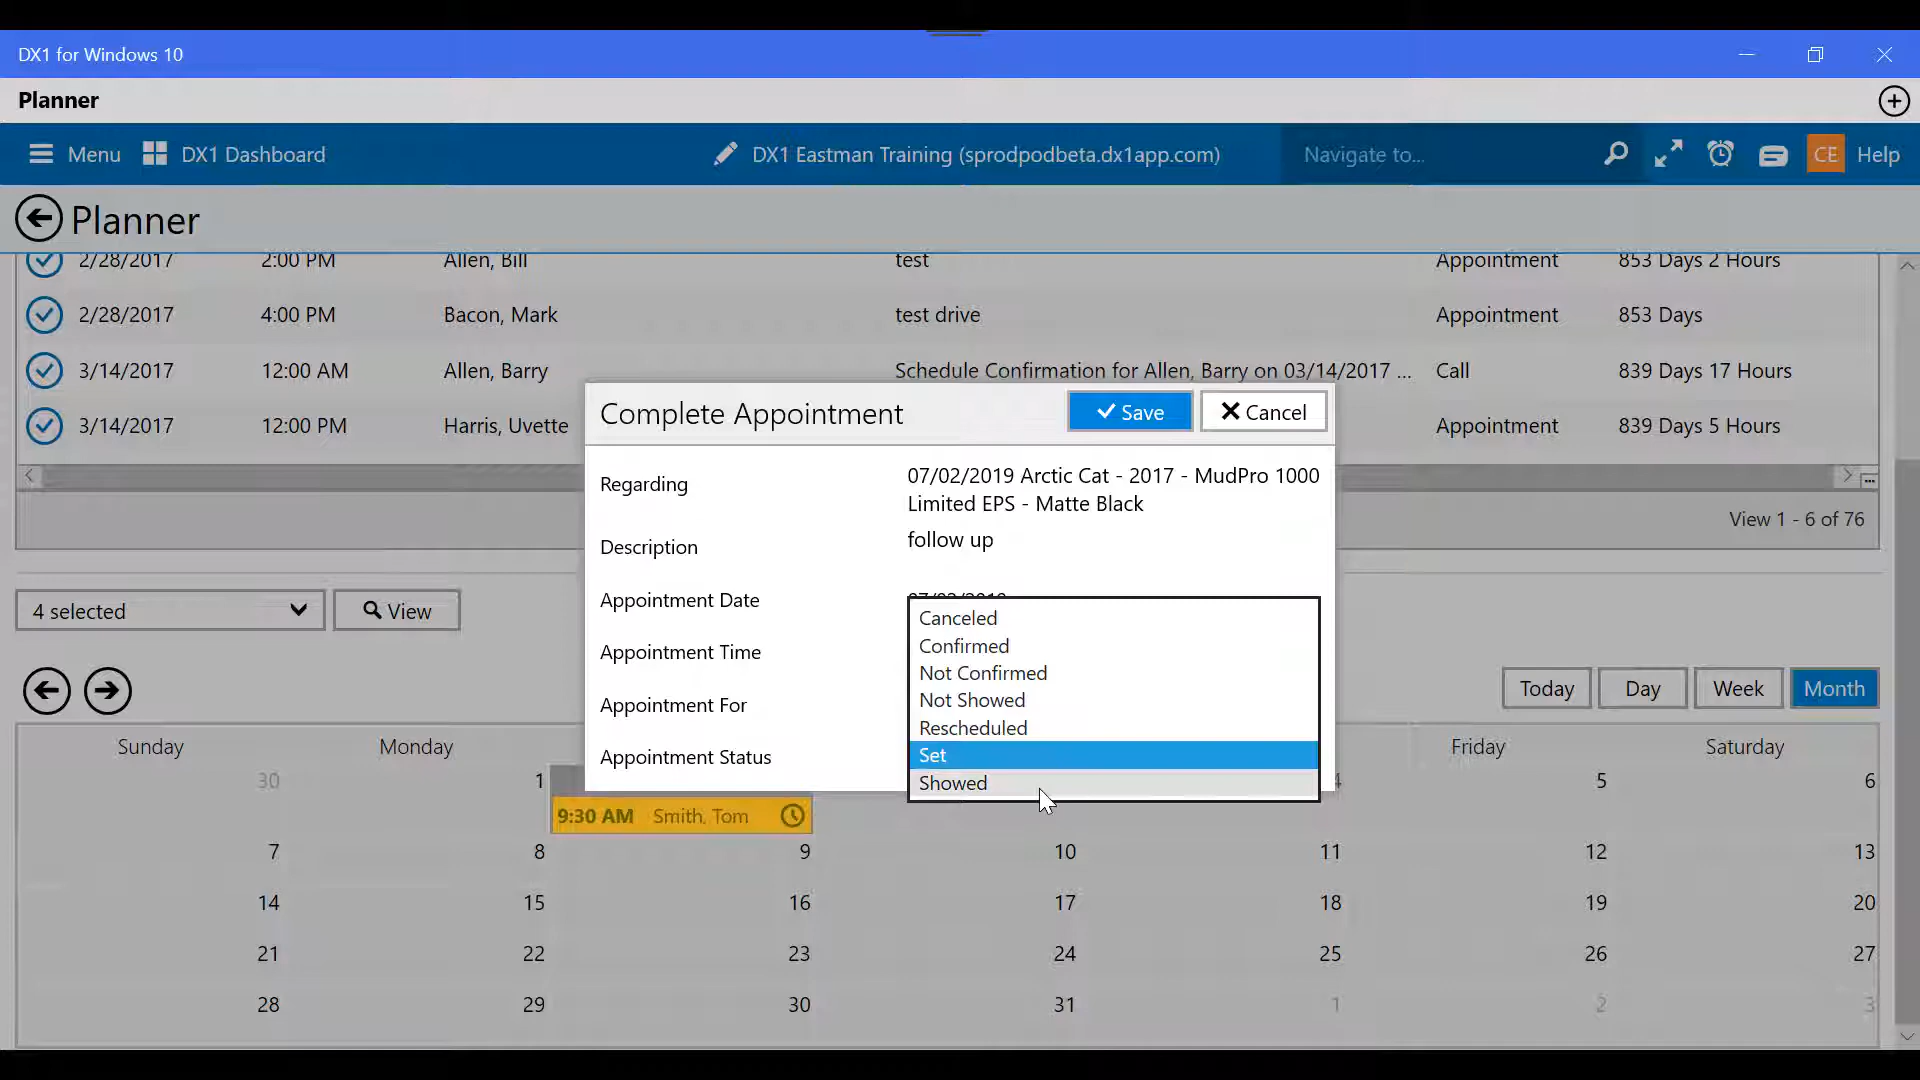 DX1 for Windows 10
Planner
Menu DX1 Dashboard DX1 Eastman Training (sprodpodbeta.dx1app.com) Navigate to... CE Help
Planner
2/28/2017 2:00 PM Allen, Bill test Appointment 853 Days 2 Hours
2/28/2017 4:00 PM Bacon, Mark test drive Appointment 853 Days
3/14/2017 12:00 AM Allen, Barry Schedule Confirmation for Allen, Barry on 03/14/2017 ... Call 839 Days 17 Hours
3/14/2017 12:00 PM Harris, Uvette Appointment 839 Days 5 Hours
View 1 - 6 of 76
Complete Appointment Save Cancel
Regarding 07/02/2019 Arctic Cat - 2017 - MudPro 1000
Limited EPS - Matte Black
Description follow up
Appointment Date
Appointment Time
Appointment For
Appointment Status
Canceled
Confirmed
Not Confirmed
Not Showed
Rescheduled
Set
Showed
4 selected View
Today Day Week Month
Sunday Monday Friday Saturday
30 1 4 5 6
9:30 AM Smith, Tom
7 8 9 10 11 12 13
14 15 16 17 18 19 20
21 22 23 24 25 26 27
28 29 30 31 1 2 3